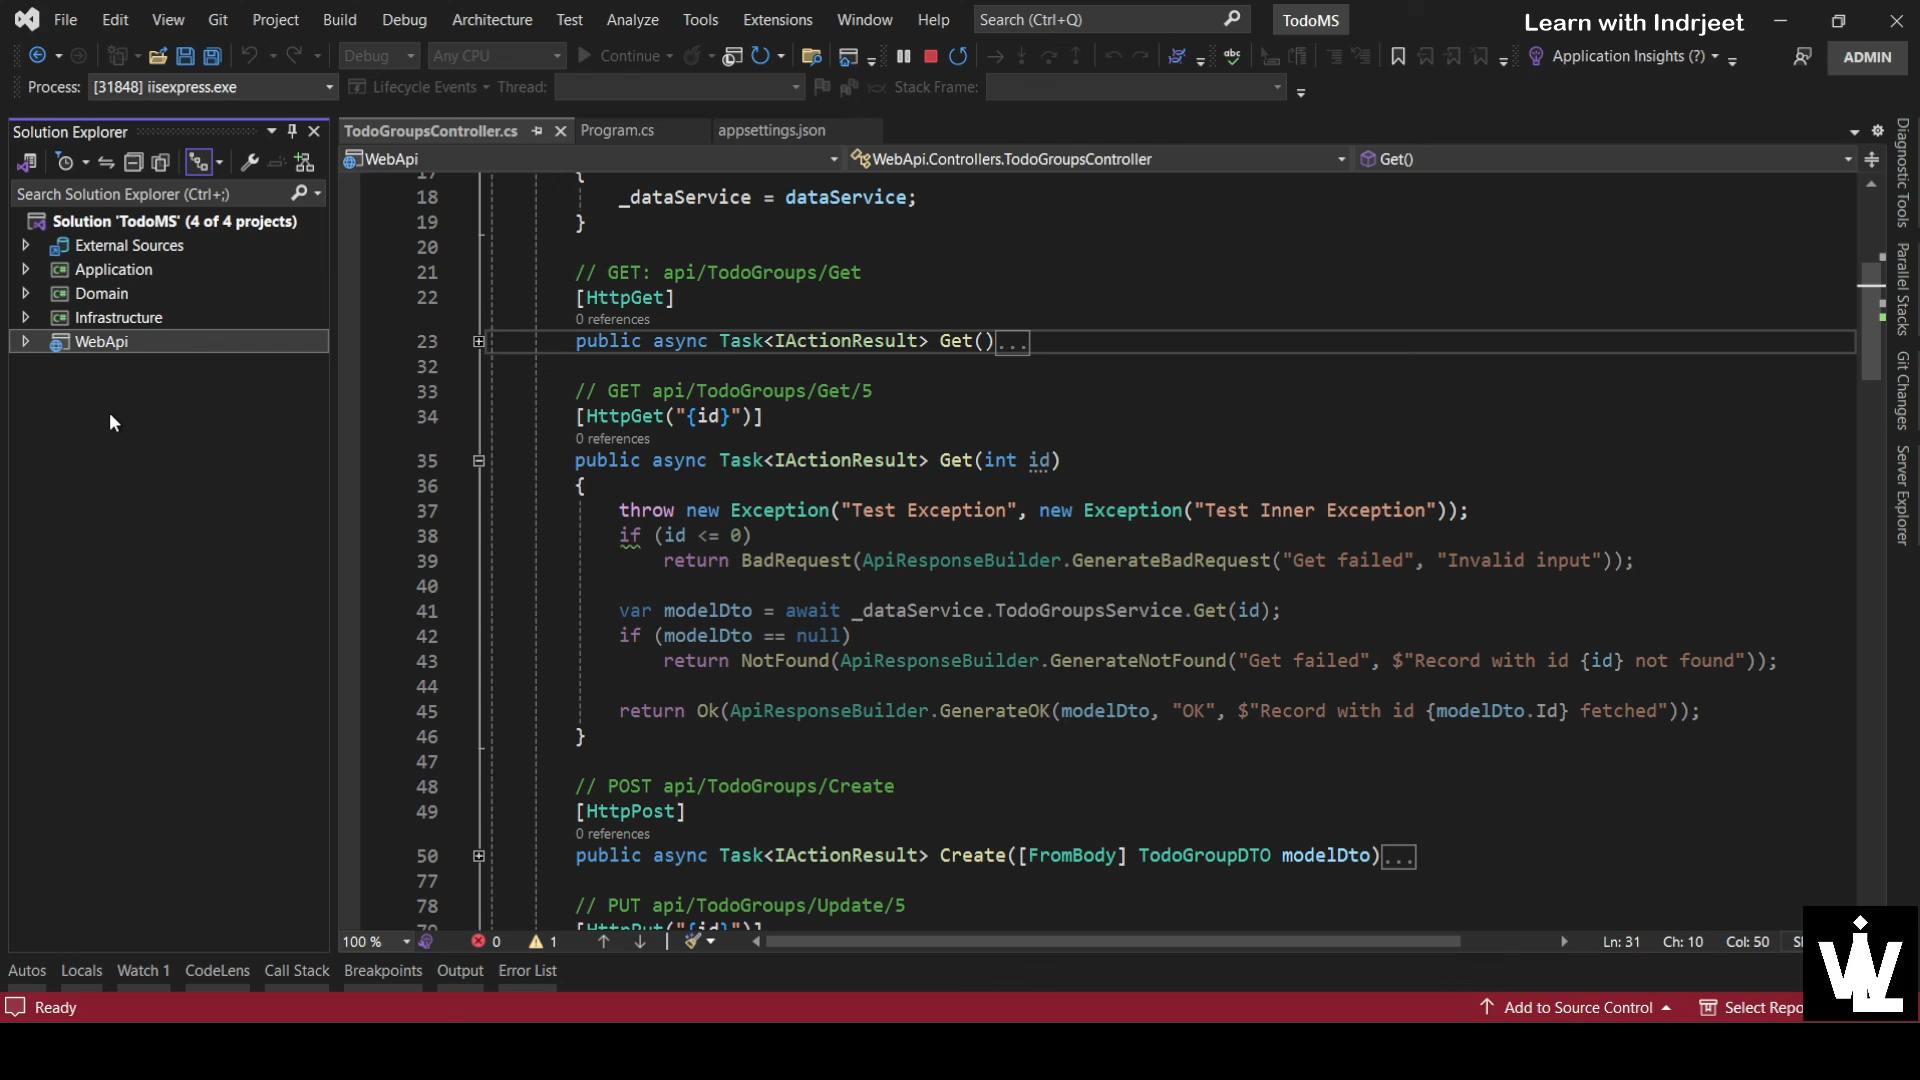 File Edit View Git Project Build Debug Architecture Test Analyze Tools Extensions Window Help Search (Ctrl+Q) TodoMS Learn with Indrjeet
Debug Any CPU Continue Application Insights (?) ADMIN
Process: [31848] iisexpress.exe Lifecycle Events Thread: Stack Frame:
Solution Explorer
Search Solution Explorer (Ctrl+;)
Solution 'TodoMS' (4 of 4 projects)
External Sources
Application
Domain
Infrastructure
WebApi
TodoGroupsController.cs Program.cs appsettings.json
WebApi WebApi.Controllers.TodoGroupsController Get()
17 {
18 _dataService = dataService;
19 }
20
21 // GET: api/TodoGroups/Get
22 [HttpGet]
0 references
23 public async Task<IActionResult> Get()...
32
33 // GET api/TodoGroups/Get/5
34 [HttpGet("{id}")]
0 references
35 public async Task<IActionResult> Get(int id)
36 {
37 throw new Exception("Test Exception", new Exception("Test Inner Exception"));
38 if (id <= 0)
39 return BadRequest(ApiResponseBuilder.GenerateBadRequest("Get failed", "Invalid input"));
40
41 var modelDto = await _dataService.TodoGroupsService.Get(id);
42 if (modelDto == null)
43 return NotFound(ApiResponseBuilder.GenerateNotFound("Get failed", $"Record with id {id} not found"));
44
45 return Ok(ApiResponseBuilder.GenerateOK(modelDto, "OK", $"Record with id {modelDto.Id} fetched"));
46 }
47
48 // POST api/TodoGroups/Create
49 [HttpPost]
0 references
50 public async Task<IActionResult> Create([FromBody] TodoGroupDTO modelDto)...
77
78 // PUT api/TodoGroups/Update/5
79 [HttpPut("{id}")]
100 % 0 1 Ln: 31 Ch: 10 Col: 50
Diagnostic Tools
Parallel Stacks
Git Changes
Server Explorer
Autos Locals Watch 1 CodeLens Call Stack Breakpoints Output Error List
Ready Add to Source Control Select Repo